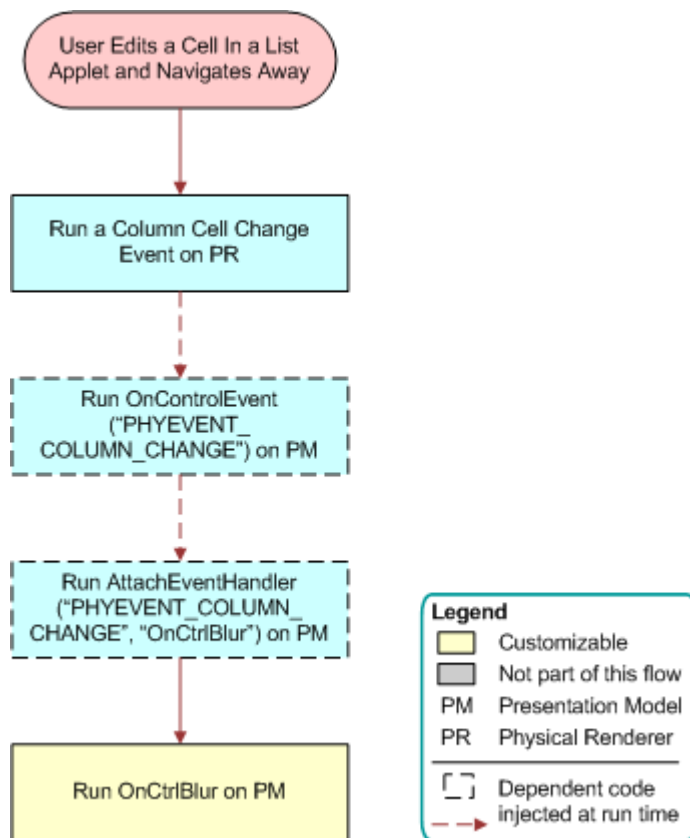 User Edits a Cell In a List
Applet and Navigates Away
Run a Column Cell Change
Event on PR
Run OnControlEvent
(“PHYEVENT_
COLUMN_CHANGE”) on PM
Run AttachEventHandler
(“PHYEVENT_COLUMN_
CHANGE”, “OnCtrlBlur”) on PM
Run OnCtrlBlur on PM
Legend
Customizable
Not part of this flow
PM Presentation Model
PR Physical Renderer
Dependent code
injected at run time